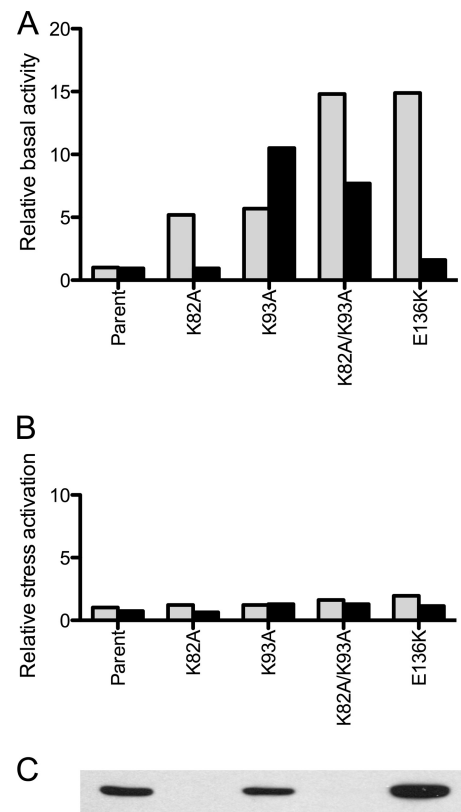 A
Relative basal activity
20
15
10
5
0
Parent
K82A
K93A
K82A/K93A
E136K
B
Relative stress activation
10
5
0
Parent
K82A
K93A
K82A/K93A
E136K
C